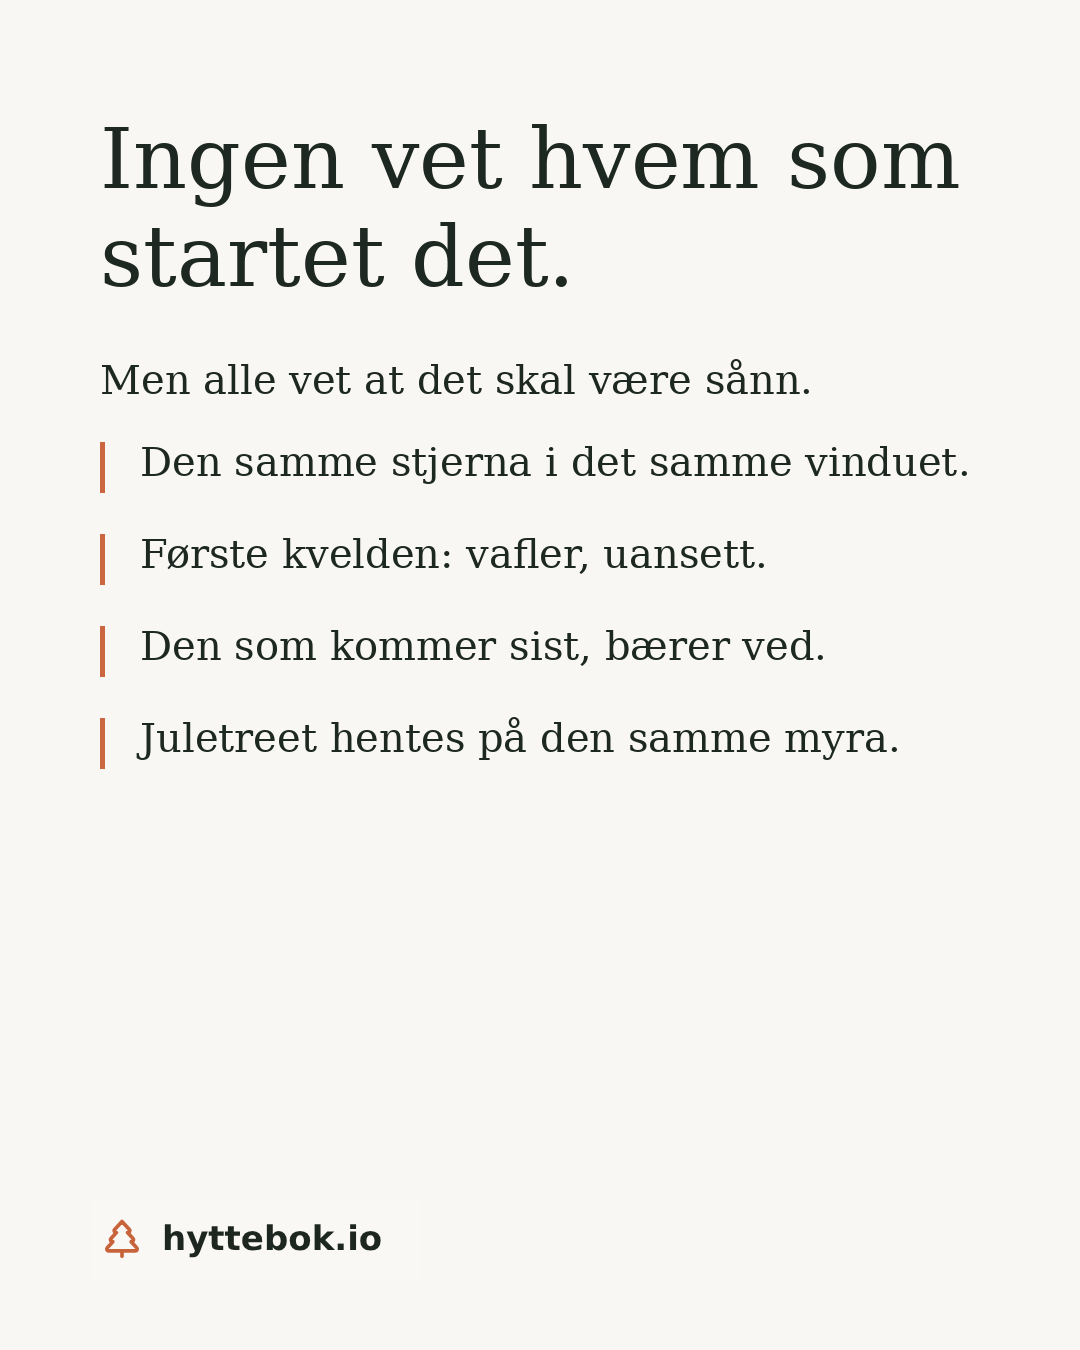 Ingen vet hvem som
startet det.
Men alle vet at det skal være sånn.
Den samme stjerna i det samme vinduet.
Første kvelden: vafler, uansett.
Den som kommer sist, bærer ved.
Juletreet hentes på den samme myra.
hyttebok.io